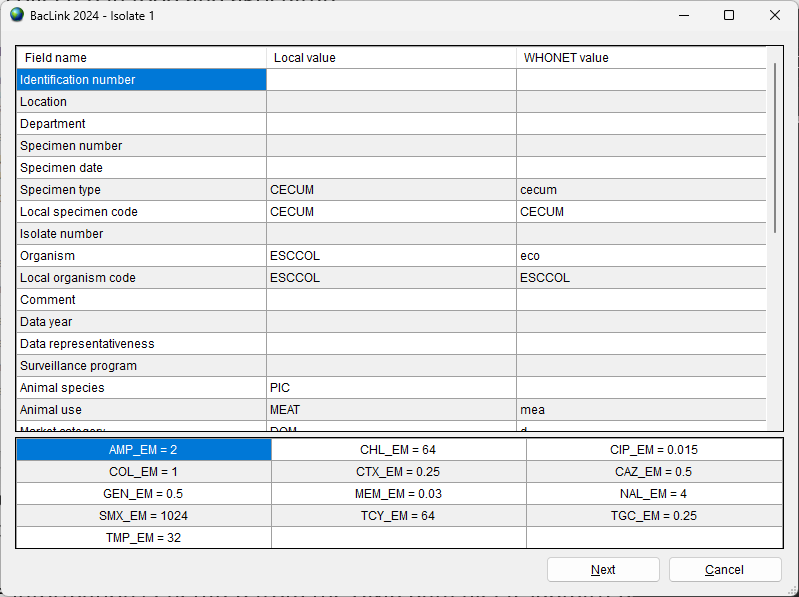 BacLink 2024 - Isolate 1
Field name Local value WHONET value
Identification number
Location
Department
Specimen number
Specimen date
Specimen type CECUM cecum
Local specimen code CECUM CECUM
Isolate number
Organism ESCCOL eco
Local organism code ESCCOL ESCCOL
Comment
Data year
Data representativeness
Surveillance program
Animal species PIC
Animal use MEAT mea
Market category DOM d
AMP_EM = 2 CHL_EM = 64 CIP_EM = 0.015
COL_EM = 1 CTX_EM = 0.25 CAZ_EM = 0.5
GEN_EM = 0.5 MEM_EM = 0.03 NAL_EM = 4
SMX_EM = 1024 TCY_EM = 64 TGC_EM = 0.25
TMP_EM = 32
Next Cancel